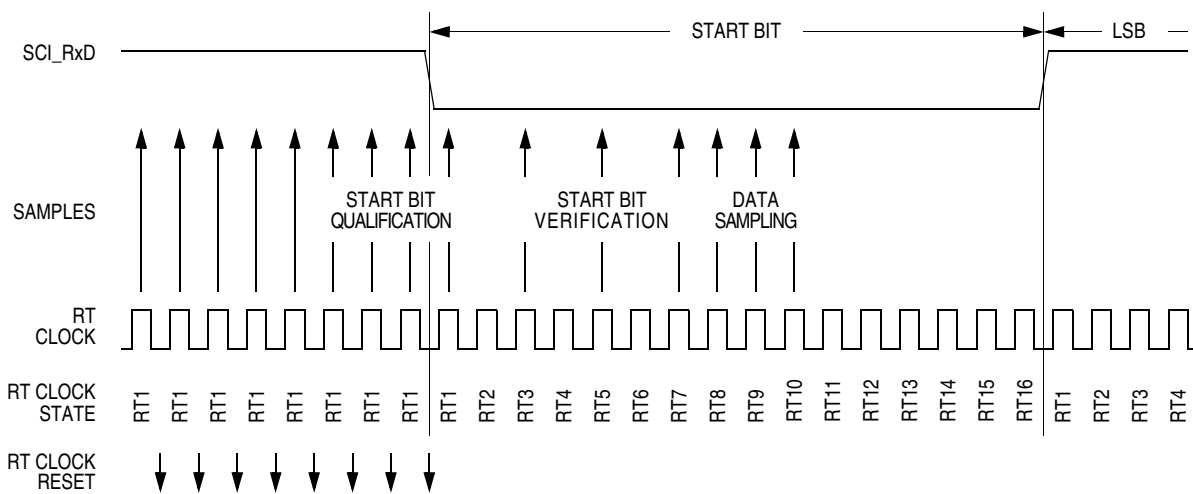 START BIT
LSB
SCI_RxD
SAMPLES
START BIT
QUALIFICATION
START BIT
VERIFICATION
DATA
SAMPLING
RT
CLOCK
RT CLOCK
STATE
RT1 RT1 RT1 RT1 RT1 RT1 RT1 RT1 RT1 RT2 RT3 RT4 RT5 RT6 RT7 RT8 RT9 RT10 RT11 RT12 RT13 RT14 RT15 RT16 RT1 RT2 RT3 RT4
RT CLOCK
RESET